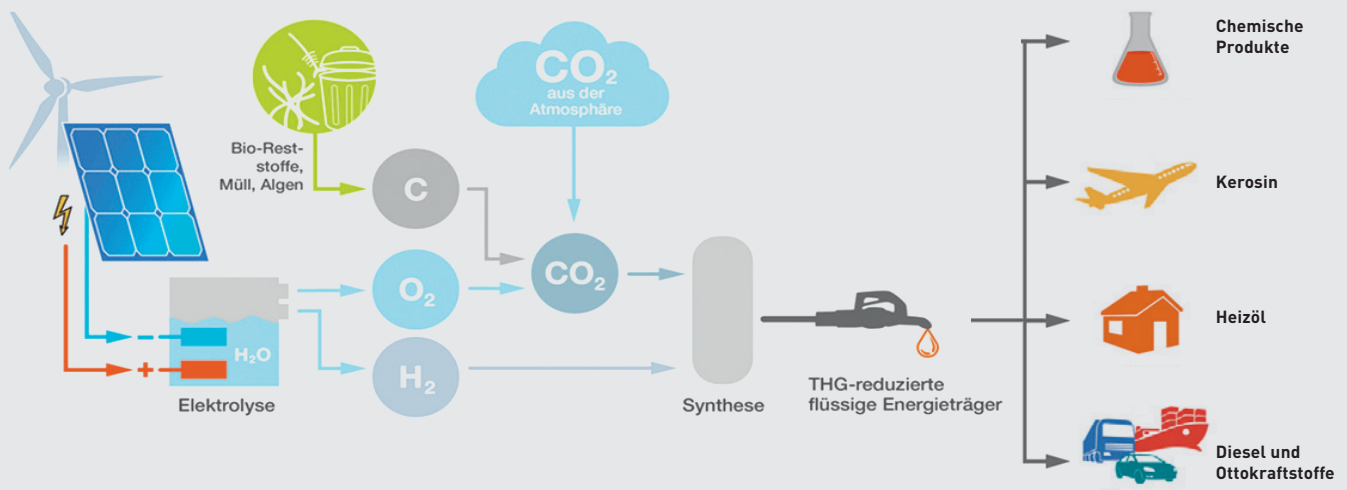 Bio-Rest-
stoffe,
Müll, Algen
CO₂
aus der
Atmosphäre
C
O₂
H₂
CO₂
−
+
H₂O
Elektrolyse
Synthese
THG-reduzierte
flüssige Energieträger
Chemische
Produkte
Kerosin
Heizöl
Diesel und
Ottokraftstoffe